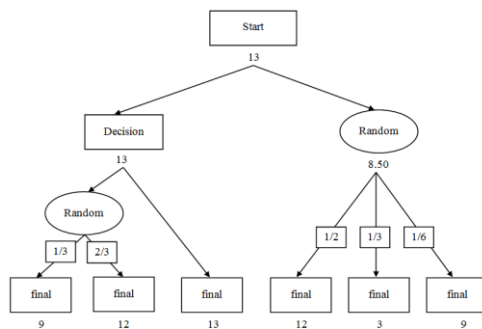 Start
13
Decision
Random
13
8.50
Random
1/3
2/3
1/2
1/3
1/6
final
final
final
final
final
final
9
12
13
12
3
9